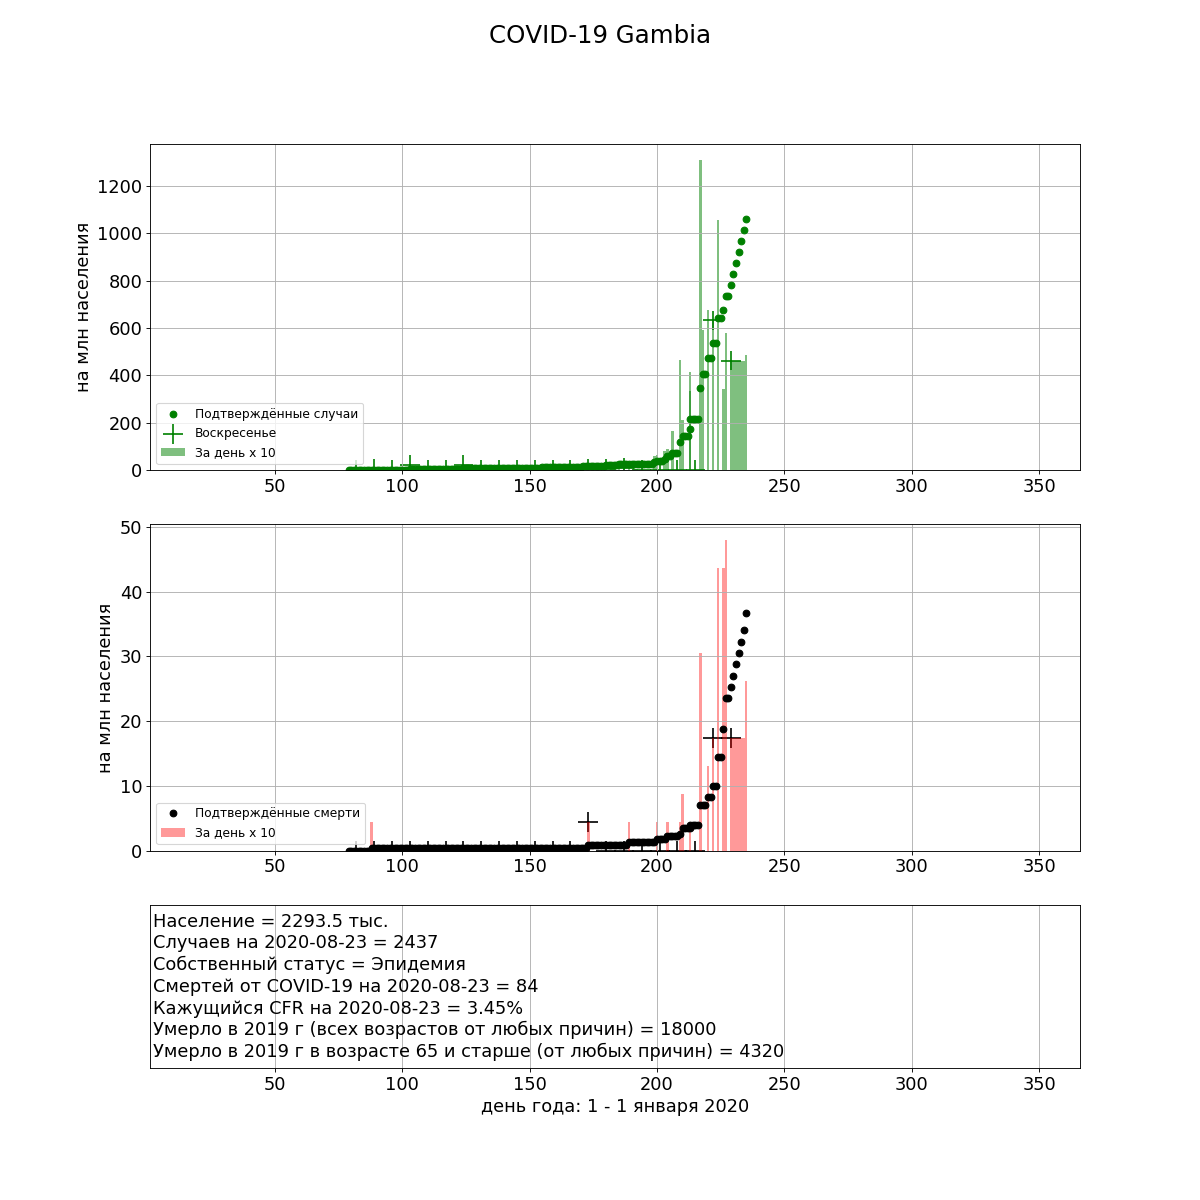 COVID-19 Gambia
на млн населения
1200
1000
800
600
400
200
0
Подтверждённые случаи
Воскресенье
За день x 10
50 100 150 200 250 300 350
на млн населения
50
40
30
20
10
0
Подтверждённые смерти
За день x 10
50 100 150 200 250 300 350
Население = 2293.5 тыс.
Случаев на 2020-08-23 = 2437
Собственный статус = Эпидемия
Смертей от COVID-19 на 2020-08-23 = 84
Кажущийся CFR на 2020-08-23 = 3.45%
Умерло в 2019 г (всех возрастов от любых причин) = 18000
Умерло в 2019 г в возрасте 65 и старше (от любых причин) = 4320
50 100 150 200 250 300 350
день года: 1 - 1 января 2020